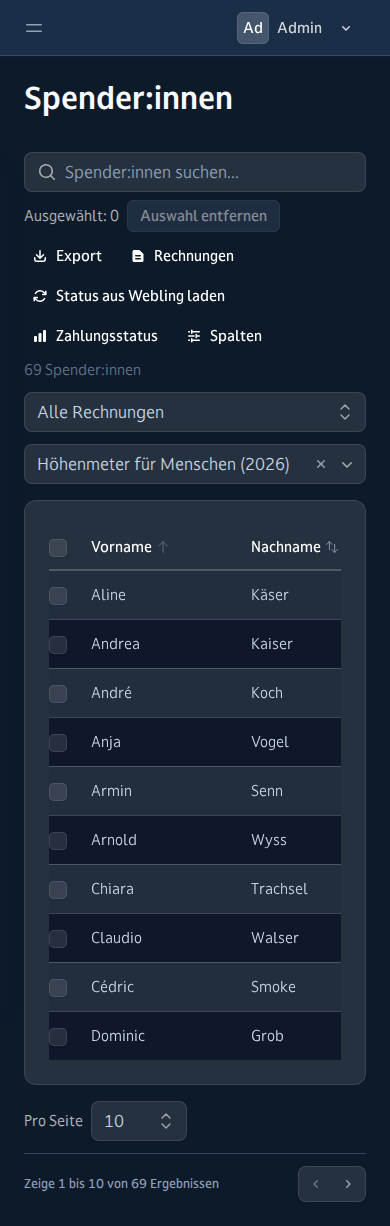 Ad Admin
Spender:innen
Spender:innen suchen...
Ausgewählt: 0 Auswahl entfernen
Export Rechnungen
Status aus Webling laden
Zahlungsstatus Spalten
69 Spender:innen
Alle Rechnungen
Höhenmeter für Menschen (2026)
Vorname Nachname
Aline Käser
Andrea Kaiser
André Koch
Anja Vogel
Armin Senn
Arnold Wyss
Chiara Trachsel
Claudio Walser
Cédric Smoke
Dominic Grob
Pro Seite 10
Zeige 1 bis 10 von 69 Ergebnissen